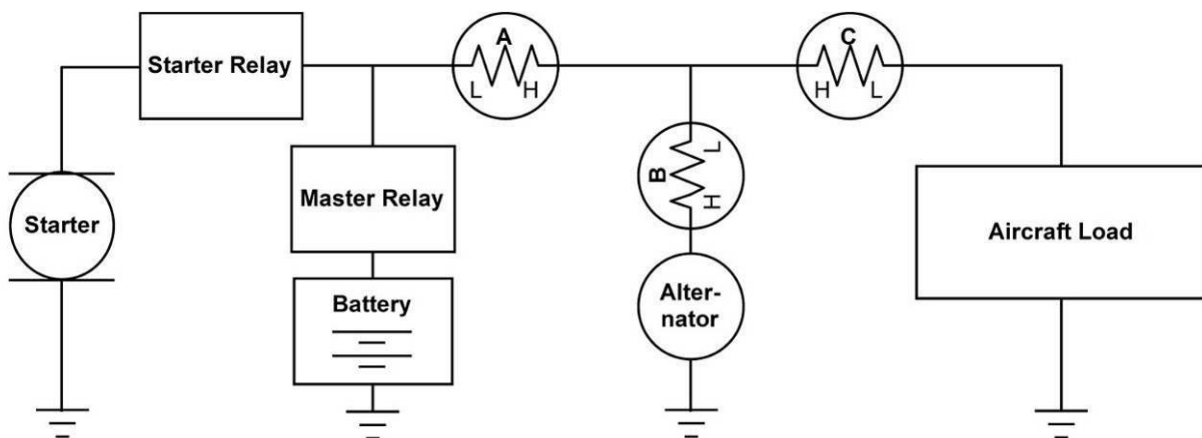 Starter Relay
A
L H
C
H L
Master Relay
B
L
H
Starter
Aircraft Load
Battery
Alter-
nator